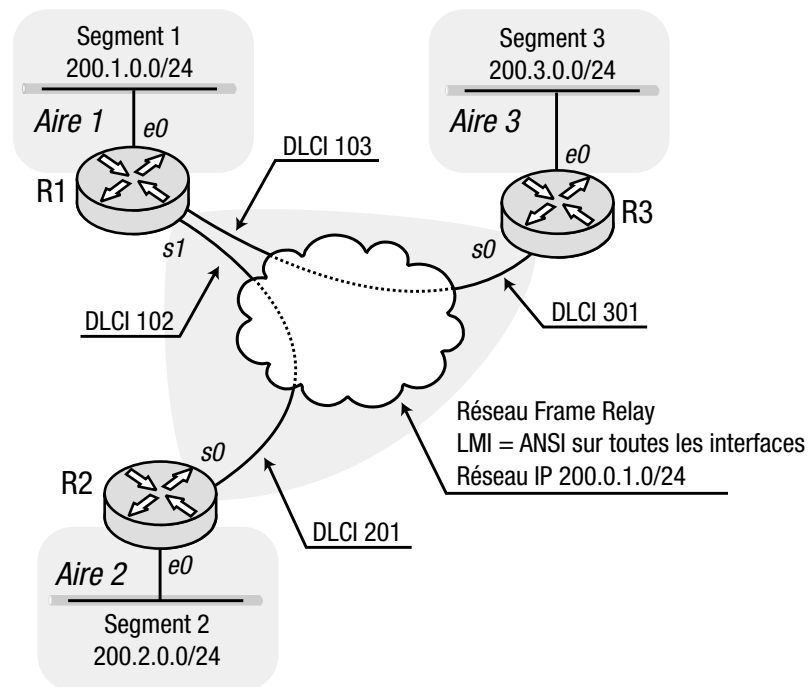 Segment 1
200.1.0.0/24
Aire 1
e0
R1
s1
DLCI 103
DLCI 102
Segment 3
200.3.0.0/24
Aire 3
e0
R3
s0
DLCI 301
Réseau Frame Relay
LMI = ANSI sur toutes les interfaces
Réseau IP 200.0.1.0/24
s0
R2
DLCI 201
Aire 2
e0
Segment 2
200.2.0.0/24